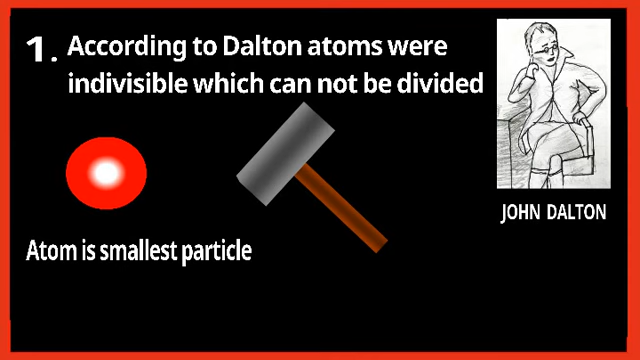 1. According to Dalton atoms were
indivisible which can not be divided
JOHN DALTON
Atom is smallest particle